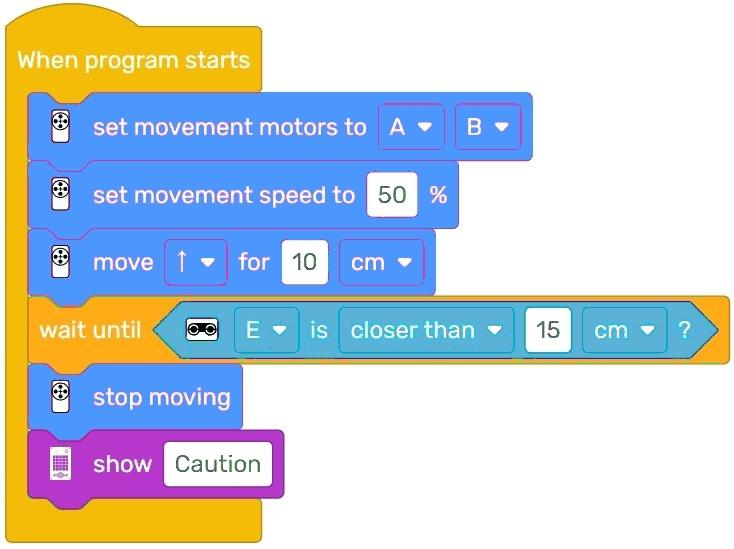 When program starts
set movement motors to A B
set movement speed to 50 %
move ↑ for 10 cm
wait until E is closer than 15 cm ?
stop moving
show Caution